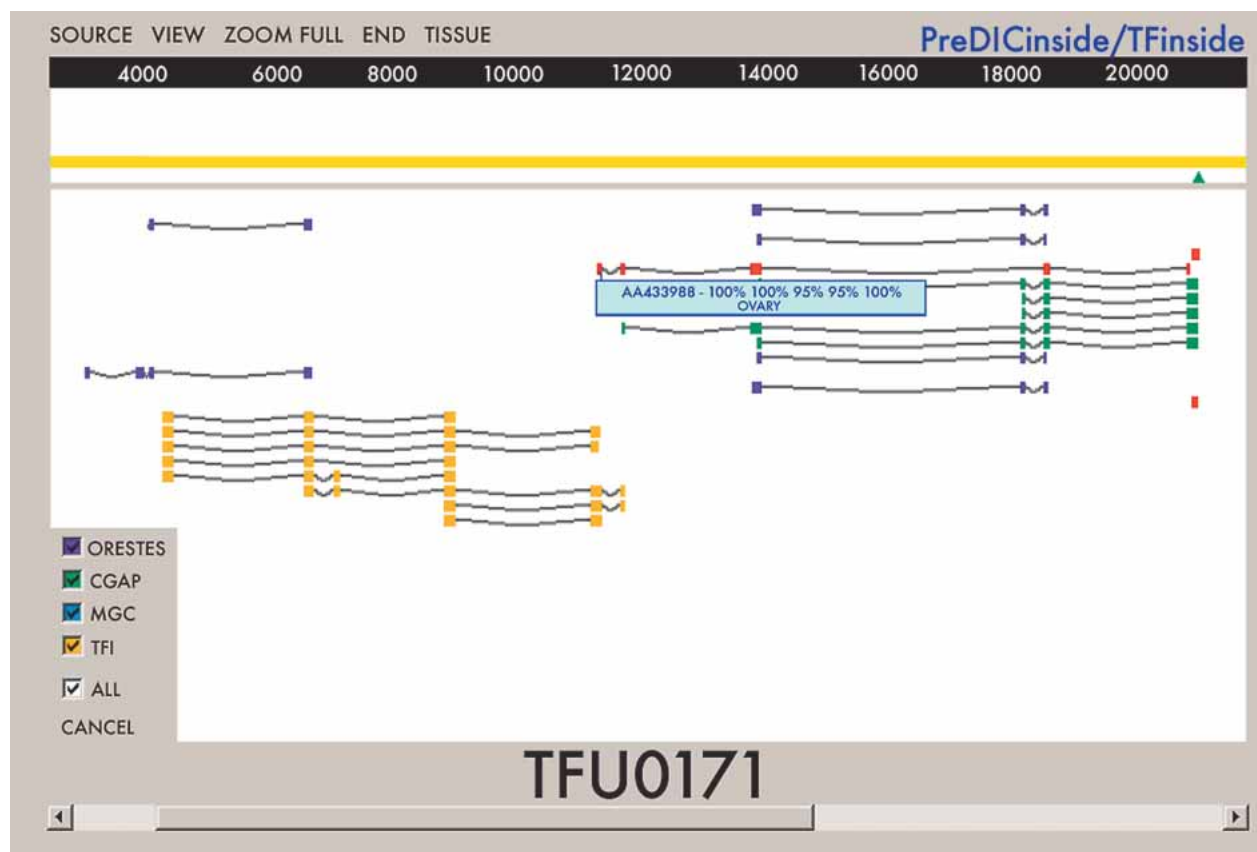 SOURCE VIEW ZOOM FULL END TISSUE
PreDICinside/TFinside
4000 6000 8000 10000 12000 14000 16000 18000 20000
AA433988 - 100% 100% 95% 95% 100%
OVARY
ORESTES
CGAP
MGC
TFI
ALL
CANCEL
TFU0171